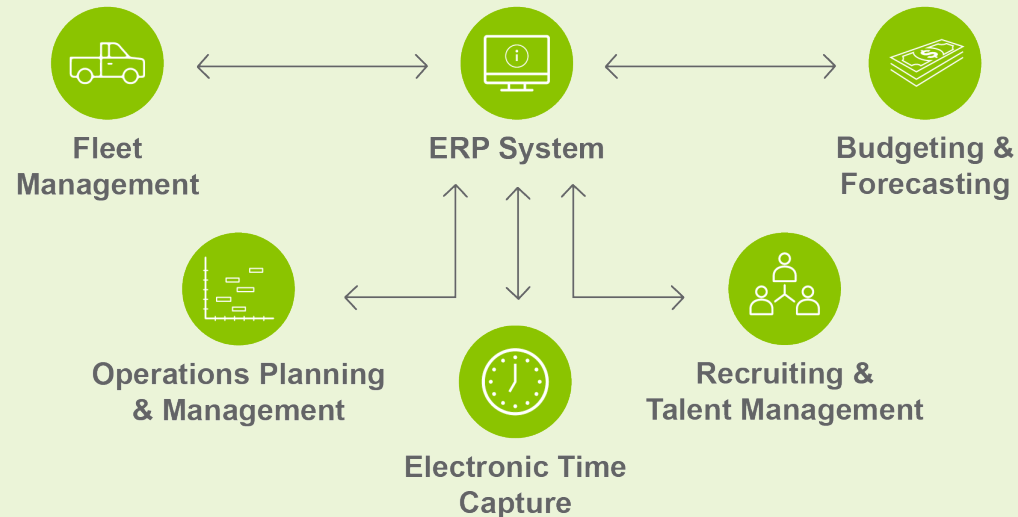 Fleet
Management
ERP System
Budgeting &
Forecasting
Operations Planning
& Management
Electronic Time
Capture
Recruiting &
Talent Management